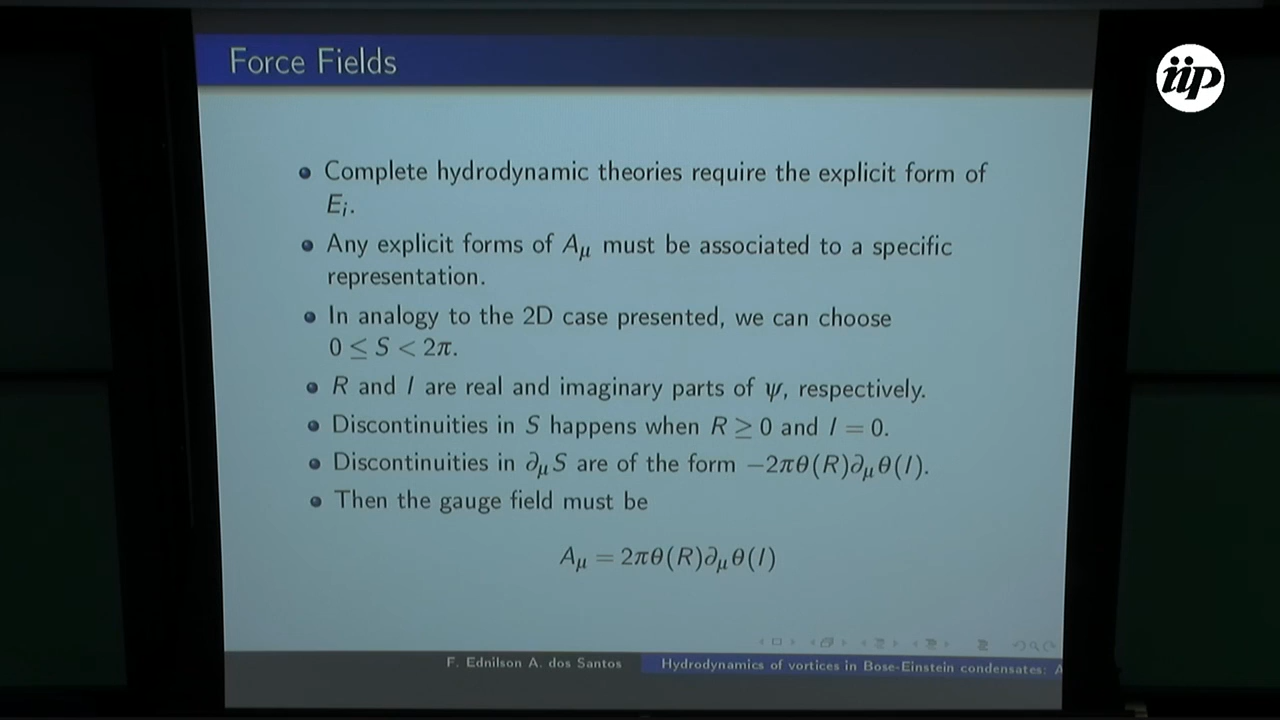 Force Fields
iip
Complete hydrodynamic theories require the explicit form of
E_i.
Any explicit forms of A_μ must be associated to a specific
representation.
In analogy to the 2D case presented, we can choose
0 ≤ S < 2π.
R and I are real and imaginary parts of ψ, respectively.
Discontinuities in S happens when R ≥ 0 and I = 0.
Discontinuities in ∂_μS are of the form −2πθ(R)∂_μθ(I).
Then the gauge field must be
A_μ = 2πθ(R)∂_μθ(I)
F. Ednilson A. dos Santos
Hydrodynamics of vortices in Bose-Einstein condensates: A